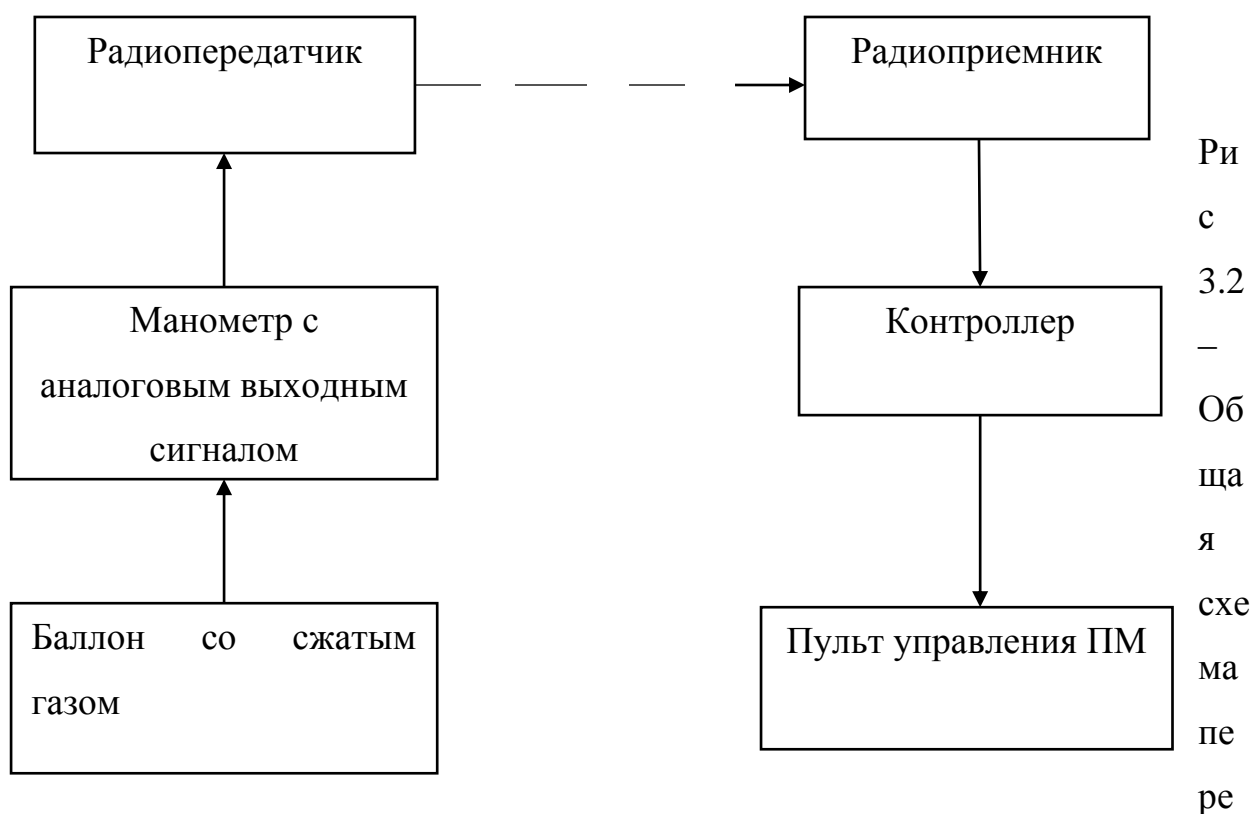 Радиопередатчик
Радиоприемник
Манометр с
аналоговым выходным
сигналом
Контроллер
Баллон со сжатым
газом
Пульт управления ПМ
Ри
с
3.2
–
Об
ща
я
схе
ма
пе
ре